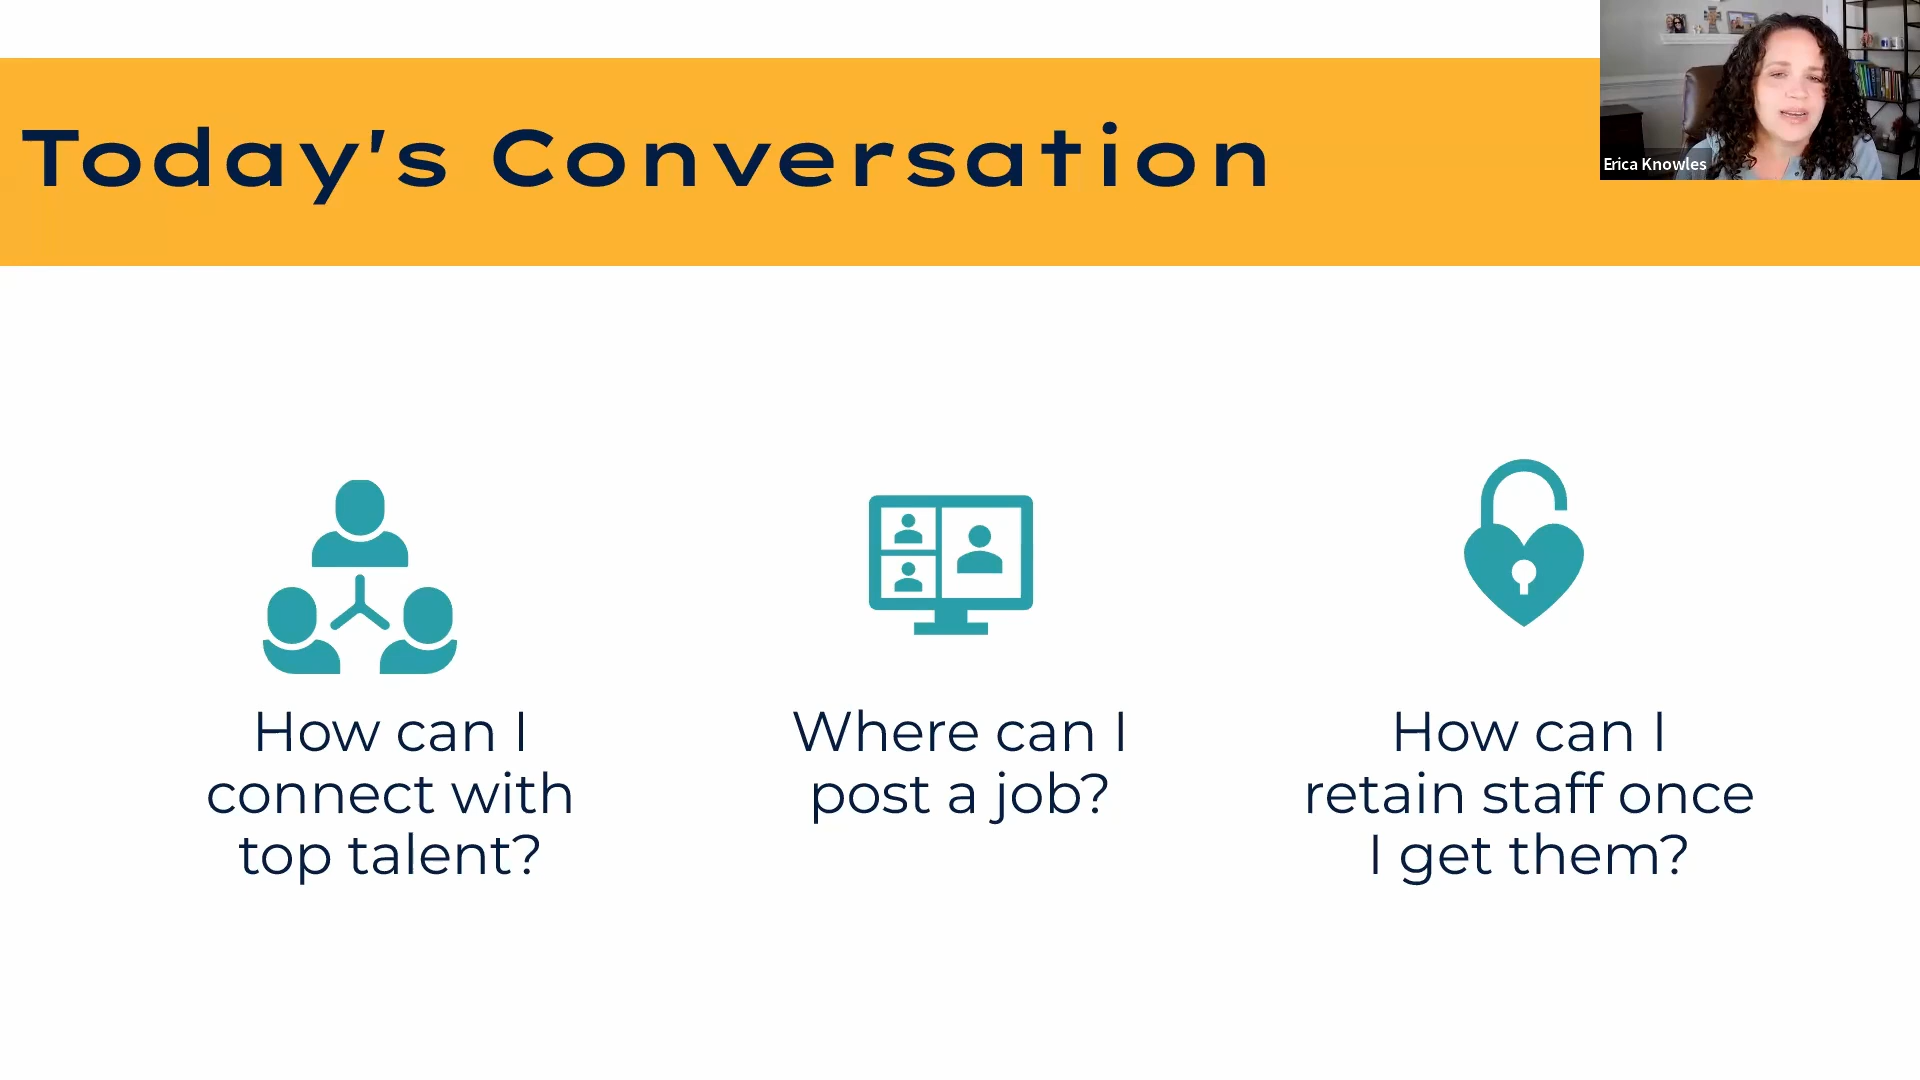 Today's Conversation
Erica Knowles
How can I
connect with
top talent?
Where can I
post a job?
How can I
retain staff once
I get them?